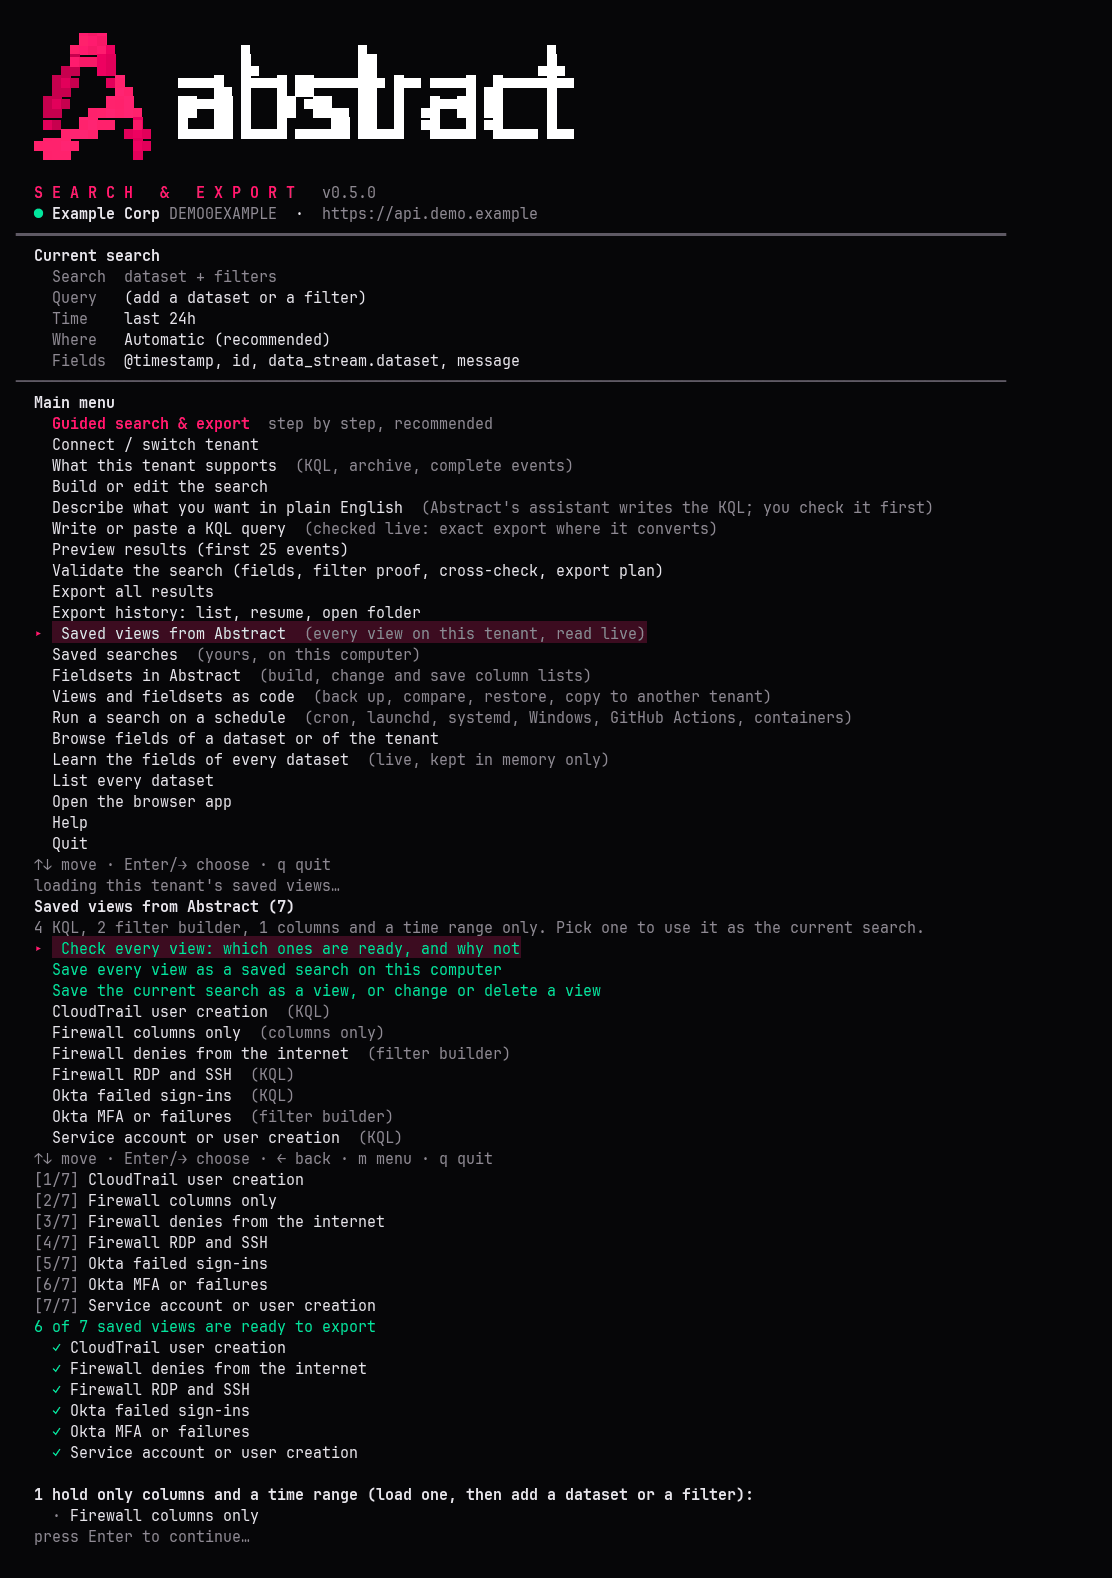 abstract
SEARCH & EXPORT v0.5.0
● Example Corp DEMO0EXAMPLE · https://api.demo.example
Current search
Search dataset + filters
Query (add a dataset or a filter)
Time last 24h
Where Automatic (recommended)
Fields @timestamp, id, data_stream.dataset, message
Main menu
Guided search & export step by step, recommended
Connect / switch tenant
What this tenant supports (KQL, archive, complete events)
Build or edit the search
Describe what you want in plain English (Abstract's assistant writes the KQL; you check it first)
Write or paste a KQL query (checked live: exact export where it converts)
Preview results (first 25 events)
Validate the search (fields, filter proof, cross-check, export plan)
Export all results
Export history: list, resume, open folder
▸ Saved views from Abstract (every view on this tenant, read live)
Saved searches (yours, on this computer)
Fieldsets in Abstract (build, change and save column lists)
Views and fieldsets as code (back up, compare, restore, copy to another tenant)
Run a search on a schedule (cron, launchd, systemd, Windows, GitHub Actions, containers)
Browse fields of a dataset or of the tenant
Learn the fields of every dataset (live, kept in memory only)
List every dataset
Open the browser app
Help
Quit
↑↓ move · Enter/→ choose · q quit
loading this tenant's saved views…
Saved views from Abstract (7)
4 KQL, 2 filter builder, 1 columns and a time range only. Pick one to use it as the current search.
▸ Check every view: which ones are ready, and why not
Save every view as a saved search on this computer
Save the current search as a view, or change or delete a view
CloudTrail user creation (KQL)
Firewall columns only (columns only)
Firewall denies from the internet (filter builder)
Firewall RDP and SSH (KQL)
Okta failed sign-ins (KQL)
Okta MFA or failures (filter builder)
Service account or user creation (KQL)
↑↓ move · Enter/→ choose · ← back · m menu · q quit
[1/7] CloudTrail user creation
[2/7] Firewall columns only
[3/7] Firewall denies from the internet
[4/7] Firewall RDP and SSH
[5/7] Okta failed sign-ins
[6/7] Okta MFA or failures
[7/7] Service account or user creation
6 of 7 saved views are ready to export
✓ CloudTrail user creation
✓ Firewall denies from the internet
✓ Firewall RDP and SSH
✓ Okta failed sign-ins
✓ Okta MFA or failures
✓ Service account or user creation
1 hold only columns and a time range (load one, then add a dataset or a filter):
· Firewall columns only
press Enter to continue…